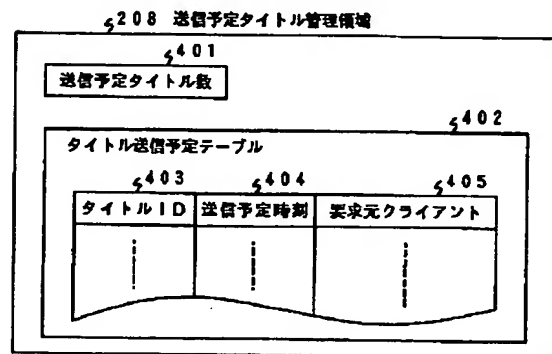 208 送信予定タイトル管理領域
401
送信予定タイトル数
402
タイトル送信予定テーブル
403 404 405
タイトルID 送信予定時刻 要求元クライアント